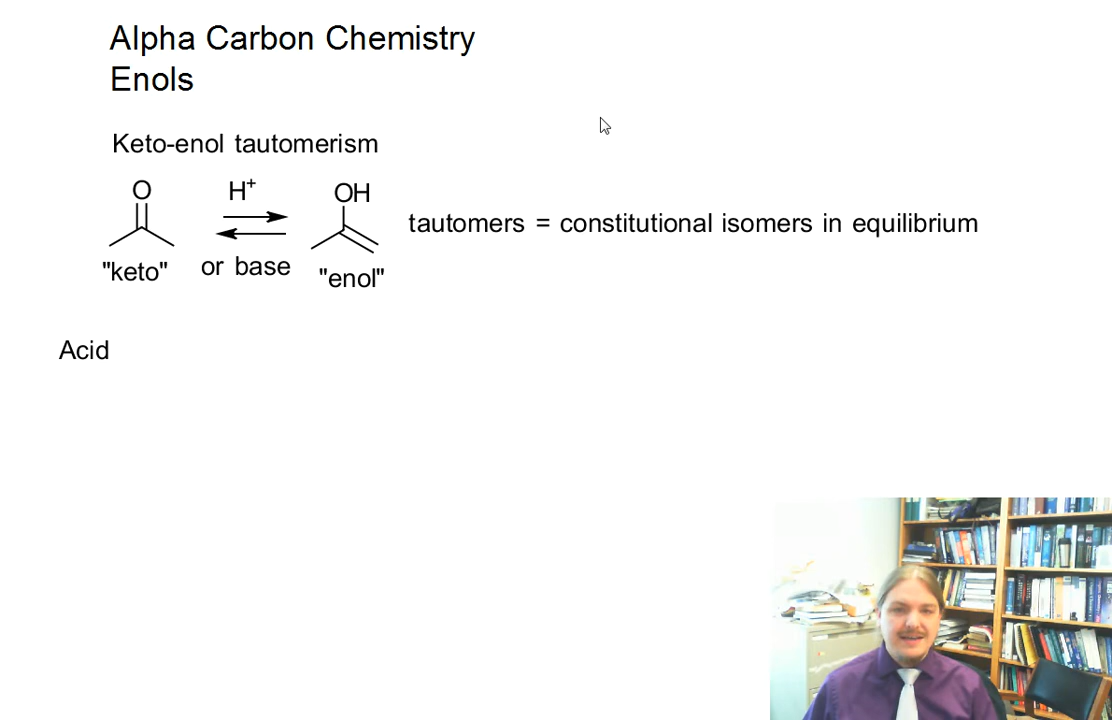 Alpha Carbon Chemistry
Enols
Keto-enol tautomerism
O
H+
OH
tautomers = constitutional isomers in equilibrium
"keto"
or base
"enol"
Acid